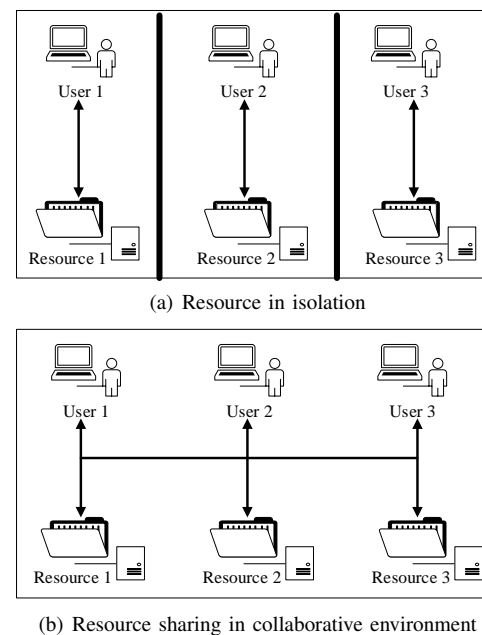 User 1 User 2 User 3
Resource 1 Resource 2 Resource 3
(a) Resource in isolation
User 1 User 2 User 3
Resource 1 Resource 2 Resource 3
(b) Resource sharing in collaborative environment